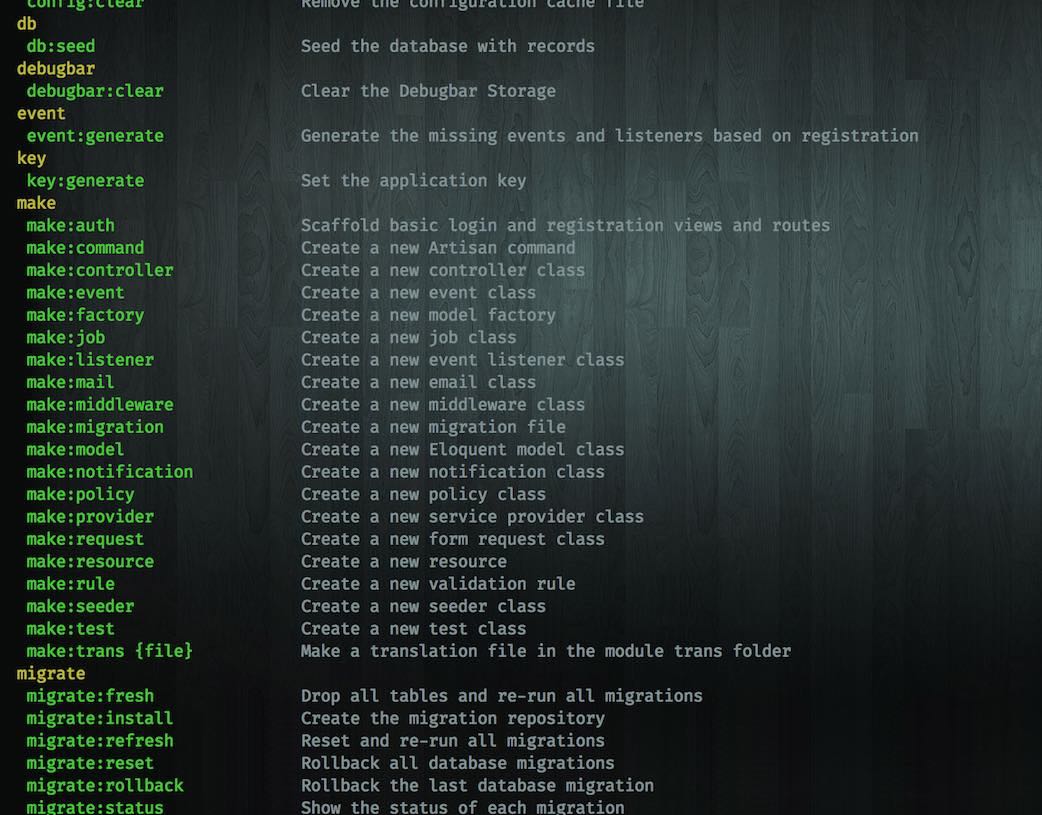 config:clear Remove the configuration cache file
db
db:seed Seed the database with records
debugbar
debugbar:clear Clear the Debugbar Storage
event
event:generate Generate the missing events and listeners based on registration
key
key:generate Set the application key
make
make:auth Scaffold basic login and registration views and routes
make:command Create a new Artisan command
make:controller Create a new controller class
make:event Create a new event class
make:factory Create a new model factory
make:job Create a new job class
make:listener Create a new event listener class
make:mail Create a new email class
make:middleware Create a new middleware class
make:migration Create a new migration file
make:model Create a new Eloquent model class
make:notification Create a new notification class
make:policy Create a new policy class
make:provider Create a new service provider class
make:request Create a new form request class
make:resource Create a new resource
make:rule Create a new validation rule
make:seeder Create a new seeder class
make:test Create a new test class
make:trans {file} Make a translation file in the module trans folder
migrate
migrate:fresh Drop all tables and re-run all migrations
migrate:install Create the migration repository
migrate:refresh Reset and re-run all migrations
migrate:reset Rollback all database migrations
migrate:rollback Rollback the last database migration
migrate:status Show the status of each migration